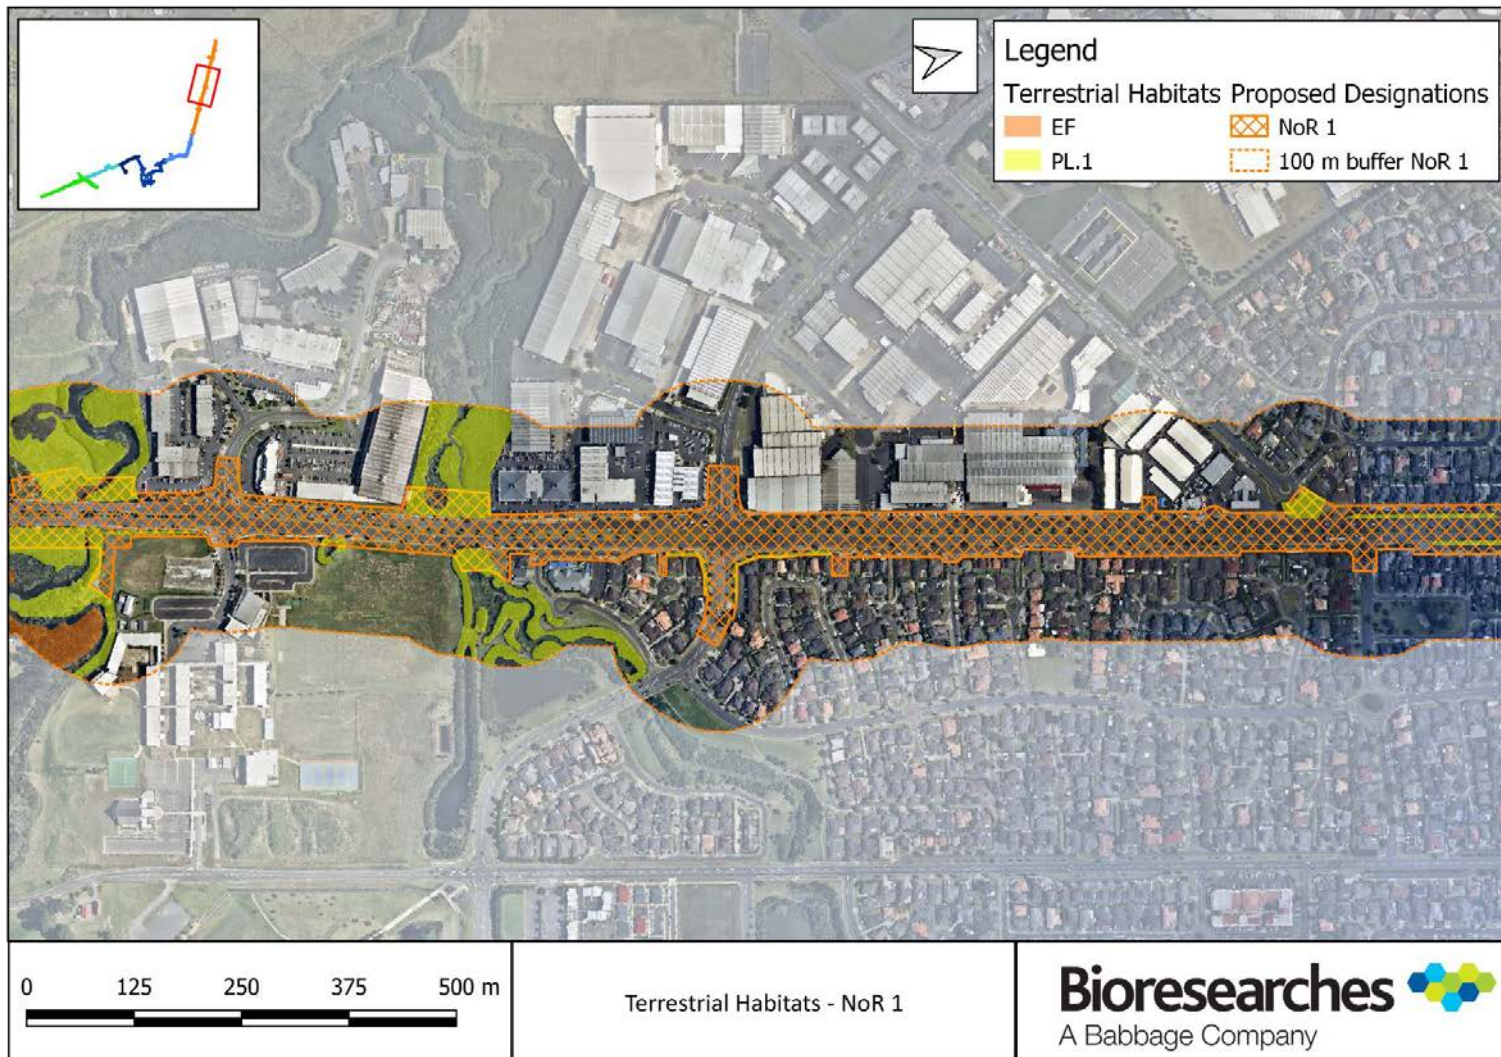 Legend
Terrestrial Habitats Proposed Designations
EF NoR 1
PL.1 100 m buffer NoR 1
0 125 250 375 500 m
Terrestrial Habitats - NoR 1
Bioresearches
A Babbage Company